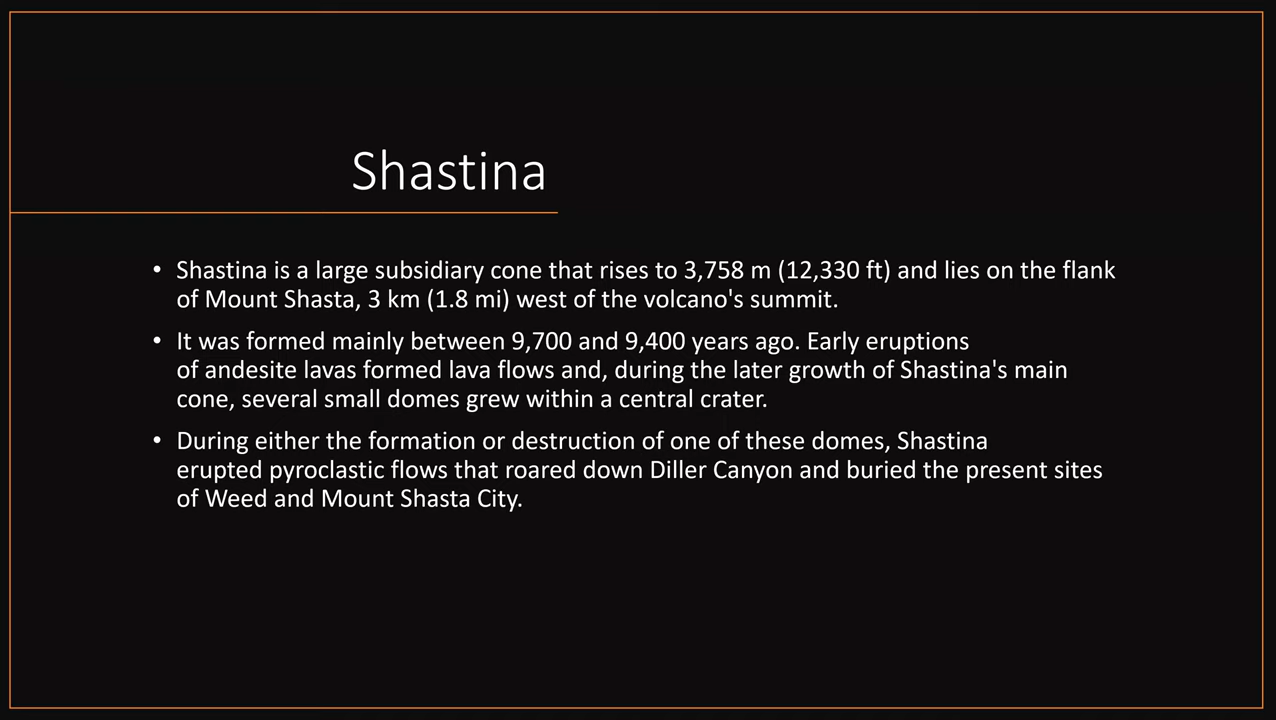 Shastina
• Shastina is a large subsidiary cone that rises to 3,758 m (12,330 ft) and lies on the flank
of Mount Shasta, 3 km (1.8 mi) west of the volcano's summit.
• It was formed mainly between 9,700 and 9,400 years ago. Early eruptions
of andesite lavas formed lava flows and, during the later growth of Shastina's main
cone, several small domes grew within a central crater.
• During either the formation or destruction of one of these domes, Shastina
erupted pyroclastic flows that roared down Diller Canyon and buried the present sites
of Weed and Mount Shasta City.